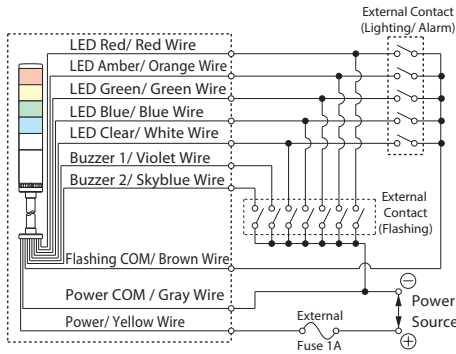 External Contact
(Lighting/ Alarm)
LED Red/ Red Wire
LED Amber/ Orange Wire
LED Green/ Green Wire
LED Blue/ Blue Wire
LED Clear/ White Wire
Buzzer 1/ Violet Wire
Buzzer 2/ Skyblue Wire
External
Contact
(Flashing)
Flashing COM/ Brown Wire
Power COM / Gray Wire
Power/ Yellow Wire
External
Fuse 1A
−
Power
Source
+